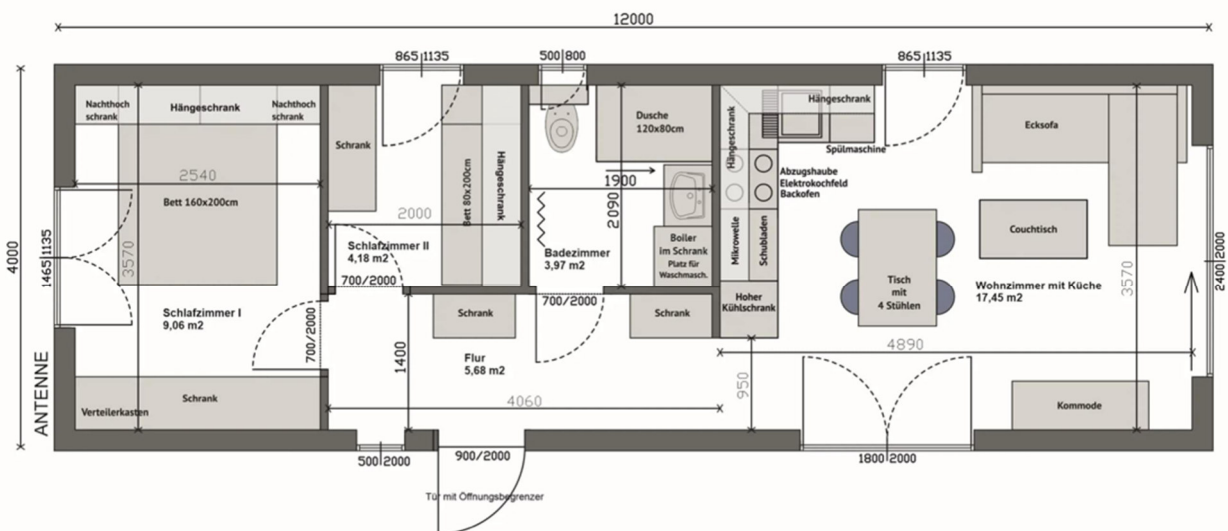 12000
865|1135
500|800
865|1135
Nachthoch
schrank
Hängeschrank
Nachthoch
schrank
Schrank
Bett 80x200cm
Hängeschrank
Dusche
120x80cm
Hängeschrank
Hängeschrank
Spülmaschine
Ecksofa
Abzugshaube
Elektrokochfeld
Backofen
2540
Bett 160x200cm
1900
2090
2000
Schlafzimmer II
4,18 m2
700/2000
Badezimmer
3,97 m2
700/2000
Boiler
im Schrank
Platz für
Waschmasch.
Mikrowelle
Schubladen
Hoher
Kühlschrank
Couchtisch
Tisch
mit
4 Stühlen
Wohnzimmer mit Küche
17,45 m2
3570
2400|2000
4000
1465|1135
3570
Schlafzimmer I
9,06 m2
700/2000
Schrank
Schrank
Flur
5,68 m2
1400
4060
950
4890
ANTENNE
Verteilerkasten
Schrank
Kommode
500|2000
900/2000
1800|2000
Tür mit Öffnungsbegrenzer